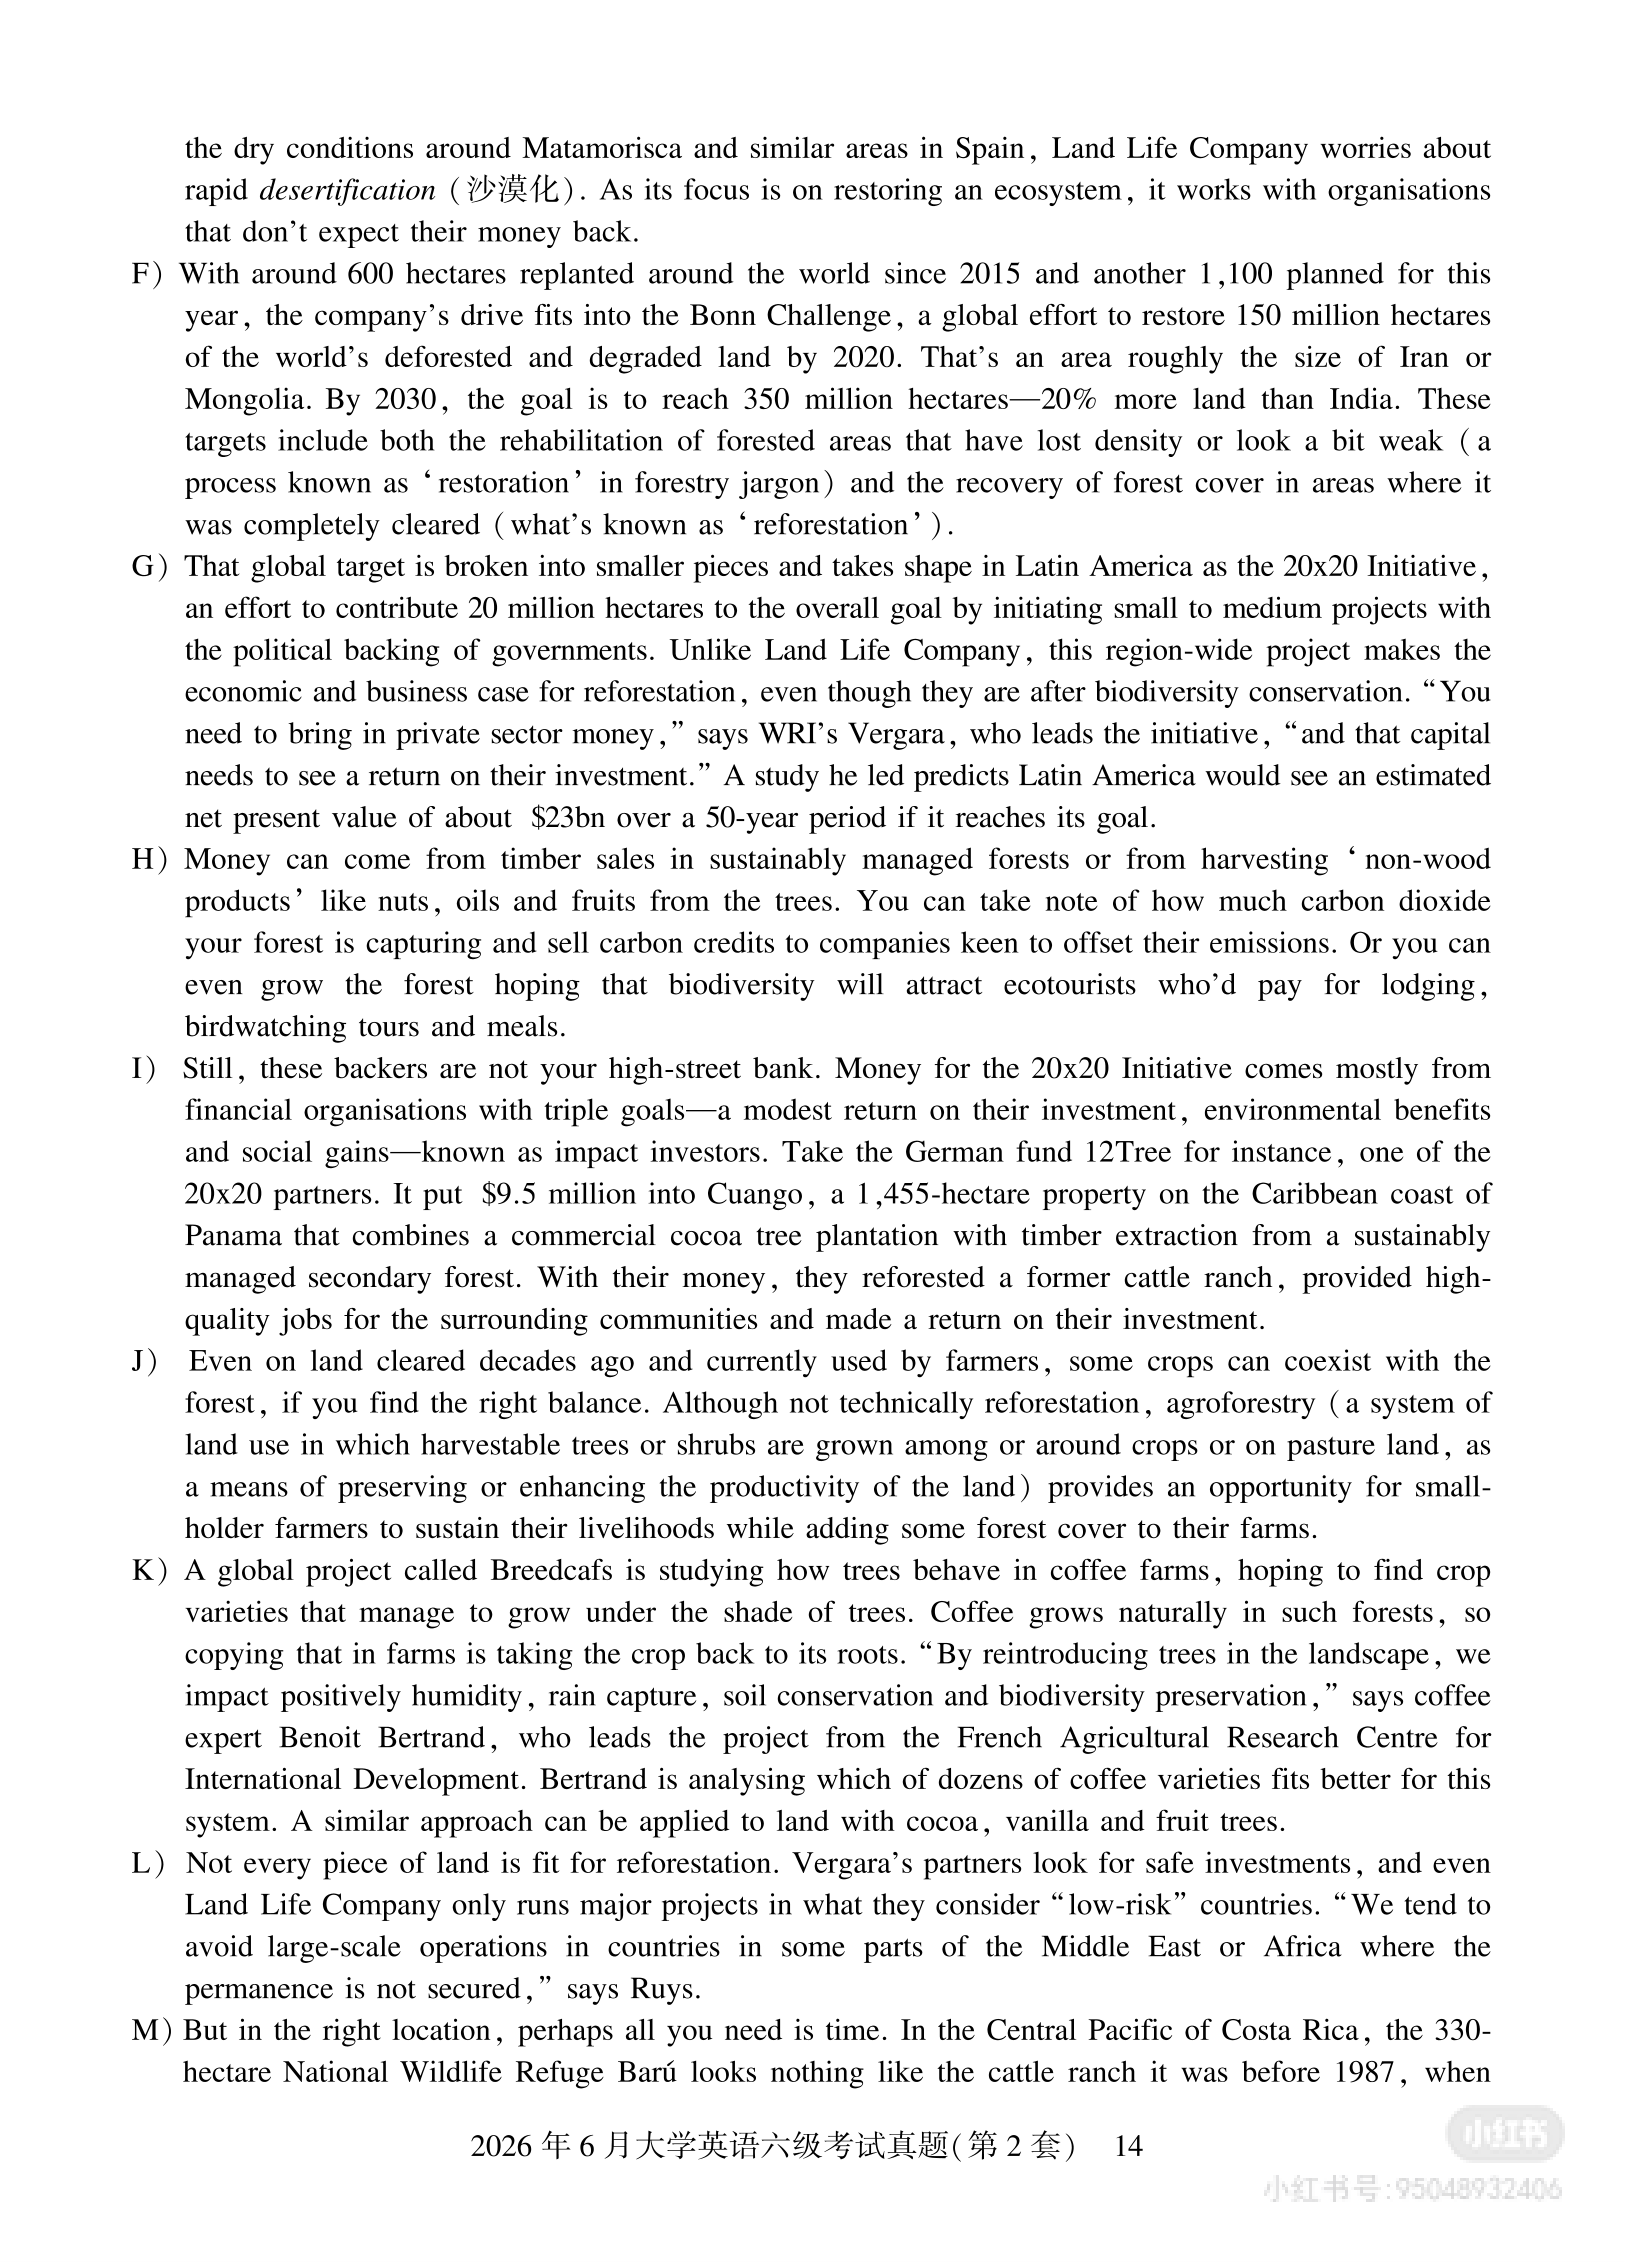 the dry conditions around Matamorisca and similar areas in Spain, Land Life Company worries about
rapid desertification (沙漠化). As its focus is on restoring an ecosystem, it works with organisations
that don’t expect their money back.
F) With around 600 hectares replanted around the world since 2015 and another 1,100 planned for this
year, the company’s drive fits into the Bonn Challenge, a global effort to restore 150 million hectares
of the world’s deforested and degraded land by 2020. That’s an area roughly the size of Iran or
Mongolia. By 2030, the goal is to reach 350 million hectares—20% more land than India. These
targets include both the rehabilitation of forested areas that have lost density or look a bit weak (a
process known as ‘restoration’ in forestry jargon) and the recovery of forest cover in areas where it
was completely cleared (what’s known as ‘reforestation’).
G) That global target is broken into smaller pieces and takes shape in Latin America as the 20x20 Initiative,
an effort to contribute 20 million hectares to the overall goal by initiating small to medium projects with
the political backing of governments. Unlike Land Life Company, this region-wide project makes the
economic and business case for reforestation, even though they are after biodiversity conservation. “You
need to bring in private sector money,” says WRI’s Vergara, who leads the initiative, “and that capital
needs to see a return on their investment.” A study he led predicts Latin America would see an estimated
net present value of about $23bn over a 50-year period if it reaches its goal.
H) Money can come from timber sales in sustainably managed forests or from harvesting ‘non-wood
products’ like nuts, oils and fruits from the trees. You can take note of how much carbon dioxide
your forest is capturing and sell carbon credits to companies keen to offset their emissions. Or you can
even grow the forest hoping that biodiversity will attract ecotourists who’d pay for lodging,
birdwatching tours and meals.
I) Still, these backers are not your high-street bank. Money for the 20x20 Initiative comes mostly from
financial organisations with triple goals—a modest return on their investment, environmental benefits
and social gains—known as impact investors. Take the German fund 12Tree for instance, one of the
20x20 partners. It put $9.5 million into Cuango, a 1,455-hectare property on the Caribbean coast of
Panama that combines a commercial cocoa tree plantation with timber extraction from a sustainably
managed secondary forest. With their money, they reforested a former cattle ranch, provided high-
quality jobs for the surrounding communities and made a return on their investment.
J) Even on land cleared decades ago and currently used by farmers, some crops can coexist with the
forest, if you find the right balance. Although not technically reforestation, agroforestry (a system of
land use in which harvestable trees or shrubs are grown among or around crops or on pasture land, as
a means of preserving or enhancing the productivity of the land) provides an opportunity for small-
holder farmers to sustain their livelihoods while adding some forest cover to their farms.
K) A global project called Breedcafs is studying how trees behave in coffee farms, hoping to find crop
varieties that manage to grow under the shade of trees. Coffee grows naturally in such forests, so
copying that in farms is taking the crop back to its roots. “By reintroducing trees in the landscape, we
impact positively humidity, rain capture, soil conservation and biodiversity preservation,” says coffee
expert Benoit Bertrand, who leads the project from the French Agricultural Research Centre for
International Development. Bertrand is analysing which of dozens of coffee varieties fits better for this
system. A similar approach can be applied to land with cocoa, vanilla and fruit trees.
L) Not every piece of land is fit for reforestation. Vergara’s partners look for safe investments, and even
Land Life Company only runs major projects in what they consider “low-risk” countries. “We tend to
avoid large-scale operations in countries in some parts of the Middle East or Africa where the
permanence is not secured,” says Ruys.
M) But in the right location, perhaps all you need is time. In the Central Pacific of Costa Rica, the 330-
hectare National Wildlife Refuge Barú looks nothing like the cattle ranch it was before 1987, when
2026 年 6 月大学英语六级考试真题(第 2 套) 14
小红书
小红书号:95048932406